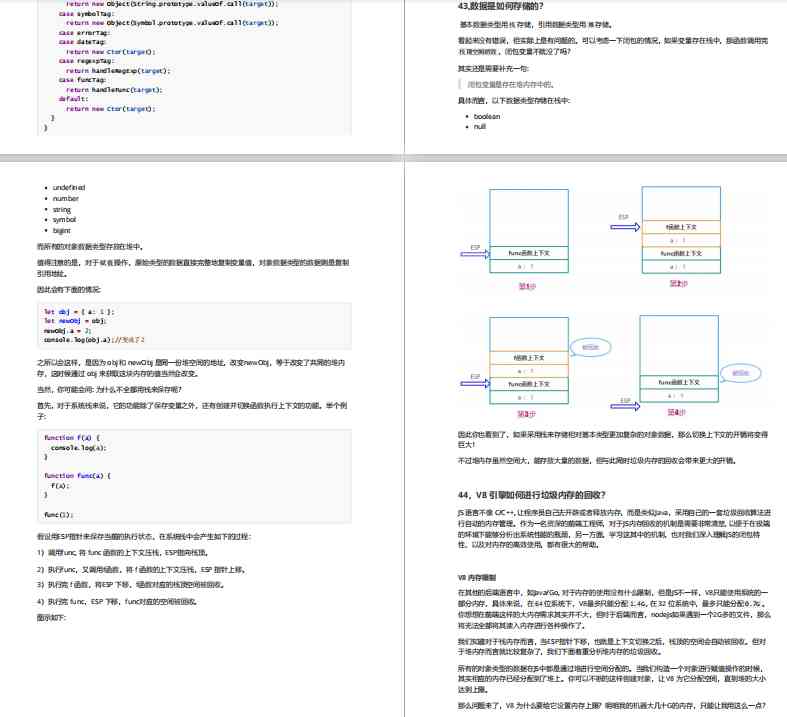 return new Object(String.prototype.valueOf.call(target));
case symbolTag:
return new Object(Symbol.prototype.valueOf.call(target));
case errorTag:
case dateTag:
return new Ctor(target);
case regexpTag:
return handleRegExp(target);
case funcTag:
return handleFunc(target);
default:
return new Ctor(target);
}
}
43,数据是如何存储的?
基本数据类型用 栈 存储，引用数据类型用 堆 存储。
看起来没有错误，但实际上是有问题的。可以考虑一下闭包的情况，如果变量存在栈中，那函数调用完
栈顶空间销毁，闭包变量不就没了吗?
其实还是需要补充一句:
闭包变量是存在堆内存中的。
具体而言，以下数据类型存储在栈中:
• boolean
• null
• undefined
• number
• string
• symbol
• bigint
而所有的对象数据类型存放在堆中。
值得注意的是，对于 赋值 操作，原始类型的数据直接完整地复制变量值，对象数据类型的数据则是复制
引用地址。
因此会有下面的情况:
let obj = { a: 1 };
let newObj = obj;
newObj.a = 2;
console.log(obj.a);//变成了2
之所以会这样，是因为 obj 和 newObj 是同一份堆空间的地址，改变newObj，等于改变了共同的堆内
存，这时候通过 obj 来获取这块内存的值当然会改变。
当然，你可能会问: 为什么不全部用栈来保存呢?
首先，对于系统栈来说，它的功能除了保存变量之外，还有创建并切换函数执行上下文的功能。举个例
子:
function f(a) {
console.log(a);
}
function func(a) {
f(a);
}
func(1);
假设用ESP指针来保存当前的执行状态，在系统栈中会产生如下的过程:
1）调用func, 将 func 函数的上下文压栈，ESP指向栈顶。
2）执行func，又调用f函数，将 f 函数的上下文压栈，ESP 指针上移。
3）执行完 f 函数，将ESP 下移，f函数对应的栈顶空间被回收。
4）执行完 func，ESP 下移，func对应的空间被回收。
图示如下:
ESP
func函数上下文
a： 1
第1步
ESP
f函数上下文
a： 1
func函数上下文
a： 1
第2步
被回收
f函数上下文
a： 1
ESP
func函数上下文
a： 1
第3步
被回收
func函数上下文
a： 1
ESP
第4步
因此你也看到了，如果采用栈来存储相对基本类型更加复杂的对象数据，那么切换上下文的开销将变得
巨大!
不过堆内存虽然空间大，能存放大量的数据，但与此同时垃圾内存的回收会带来更大的开销。
44，V8 引擎如何进行垃圾内存的回收?
JS 语言不像 C/C++, 让程序员自己去开辟或者释放内存，而是类似Java，采用自己的一套垃圾回收算法进
行自动的内存管理。作为一名资深的前端工程师，对于JS内存回收的机制是需要非常清楚, 以便于在极端
的环境下能够分析出系统性能的瓶颈，另一方面，学习这其中的机制，也对我们深入理解JS的闭包特
性、以及对内存的高效使用，都有很大的帮助。
V8 内存限制
在其他的后端语言中，如Java/Go, 对于内存的使用没有什么限制，但是JS不一样，V8只能使用系统的一
部分内存，具体来说，在 64 位系统下，V8最多只能分配 1.4G, 在 32 位系统中，最多只能分配 0.7G 。
你想想在前端这样的大内存需求其实并不大，但对于后端而言，nodejs如果遇到一个2G多的文件，那么
将无法全部将其读入内存进行各种操作了。
我们知道对于栈内存而言，当ESP指针下移，也就是上下文切换之后，栈顶的空间会自动被回收。但对
于堆内存而言就比较复杂了，我们下面着重分析堆内存的垃圾回收。
所有的对象类型的数据在JS中都是通过堆进行空间分配的。当我们构造一个对象进行赋值操作的时候，
其实相应的内存已经分配到了堆上。你可以不断的这样创建对象，让 V8 为它分配空间，直到堆的大小
达到上限。
那么问题来了，V8 为什么要给它设置内存上限? 明明我的机器大几十G的内存，只能让我用这么一点?